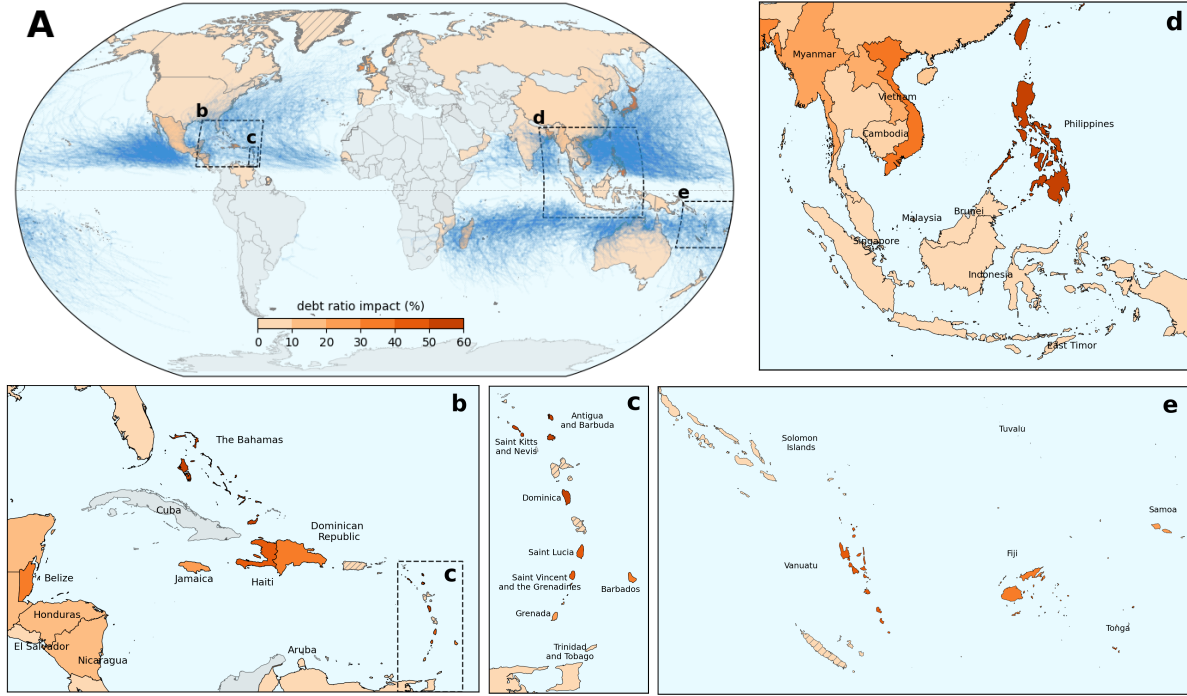 A
b
c
d
e
debt ratio impact (%)
0 10 20 30 40 50 60
d
Myanmar
Vietnam
Cambodia
Philippines
Malaysia
Brunei
Singapore
Indonesia
East Timor
b
The Bahamas
Cuba
Dominican
Republic
Belize
Jamaica
Haiti
Honduras
El Salvador
Nicaragua
Aruba
c
c
Antigua
and Barbuda
Saint Kitts
and Nevis
Dominica
Saint Lucia
Saint Vincent
and the Grenadines
Barbados
Grenada
Trinidad
and Tobago
e
Solomon
Islands
Tuvalu
Samoa
Vanuatu
Fiji
Tonga